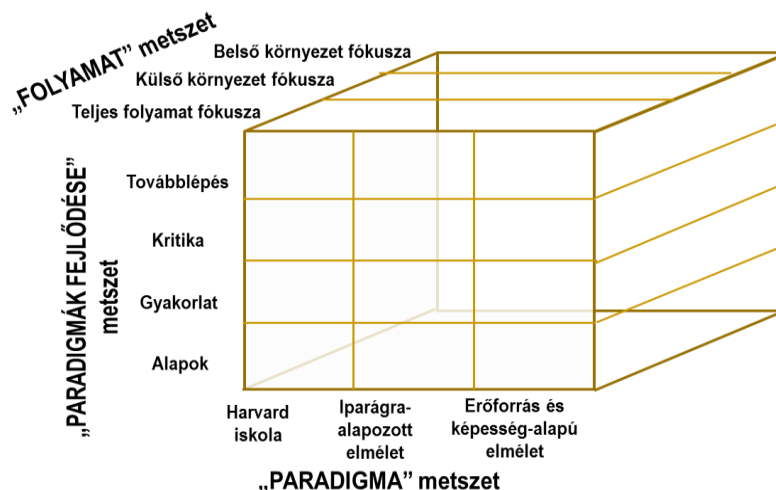 „FOLYAMAT” metszet
Belső környezet fókusza
Külső környezet fókusza
Teljes folyamat fókusza
„PARADIGMÁK FEJLŐDÉSE”
metszet
Továbblépés
Kritika
Gyakorlat
Alapok
Harvard
iskola
Iparágra-
alapozott
elmélet
Erőforrás és
képesség-alapú
elmélet
„PARADIGMA” metszet